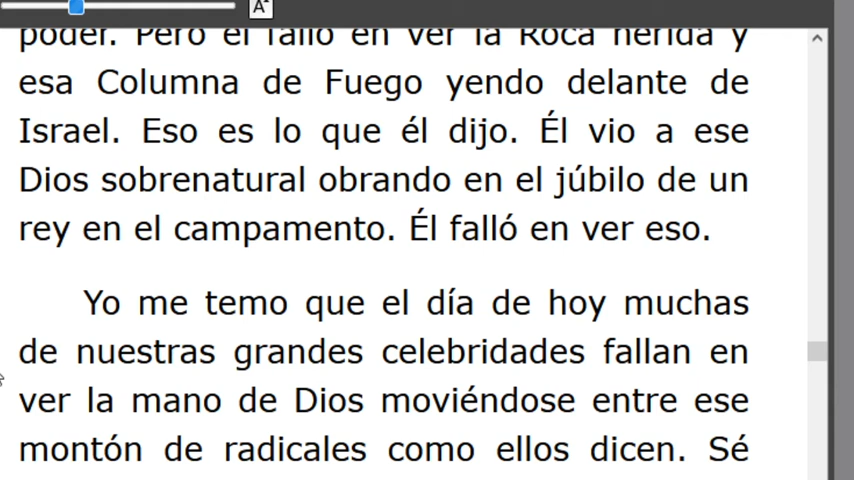 A
poder. Pero él falló en ver la Roca herida y
esa Columna de Fuego yendo delante de
Israel. Eso es lo que él dijo. Él vio a ese
Dios sobrenatural obrando en el júbilo de un
rey en el campamento. Él falló en ver eso.
Yo me temo que el día de hoy muchas
de nuestras grandes celebridades fallan en
ver la mano de Dios moviéndose entre ese
montón de radicales como ellos dicen. Sé